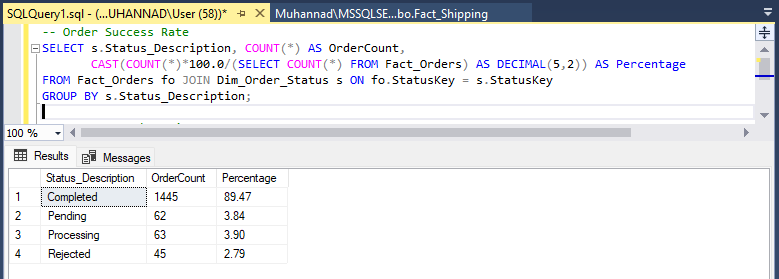 SQLQuery1.sql - (...UHANNAD\User (58))* Muhannad\MSSQLSE...bo.Fact_Shipping
-- Order Success Rate
SELECT s.Status_Description, COUNT(*) AS OrderCount,
CAST(COUNT(*)*100.0/(SELECT COUNT(*) FROM Fact_Orders) AS DECIMAL(5,2)) AS Percentage
FROM Fact_Orders fo JOIN Dim_Order_Status s ON fo.StatusKey = s.StatusKey
GROUP BY s.Status_Description;
100 %
Results Messages
Status_Description OrderCount Percentage
1 Completed 1445 89.47
2 Pending 62 3.84
3 Processing 63 3.90
4 Rejected 45 2.79